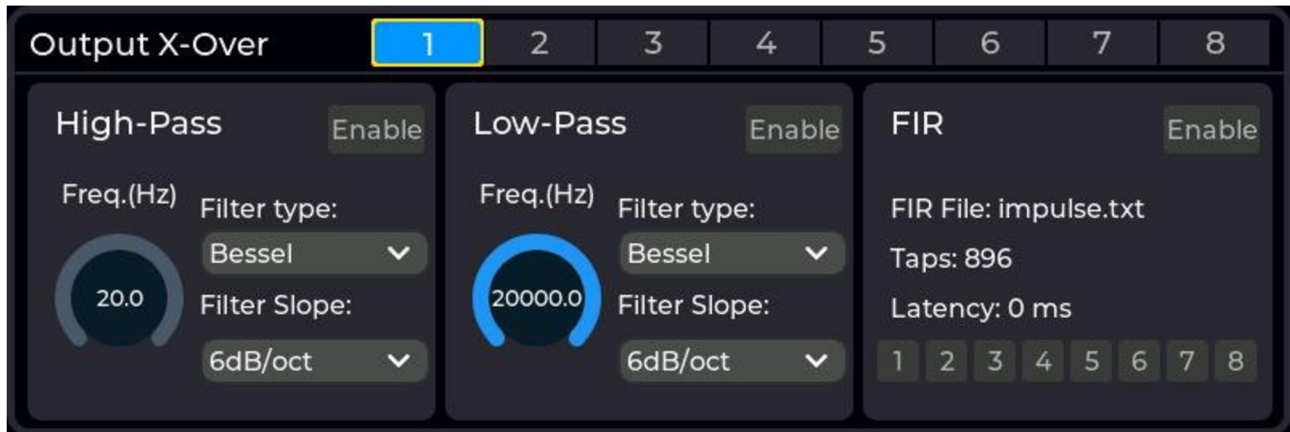 Output X-Over 1 2 3 4 5 6 7 8
High-Pass Enable
Freq.(Hz)
20.0
Filter type:
Bessel
Filter Slope:
6dB/oct
Low-Pass Enable
Freq.(Hz)
20000.0
Filter type:
Bessel
Filter Slope:
6dB/oct
FIR Enable
FIR File: impulse.txt
Taps: 896
Latency: 0 ms
1 2 3 4 5 6 7 8